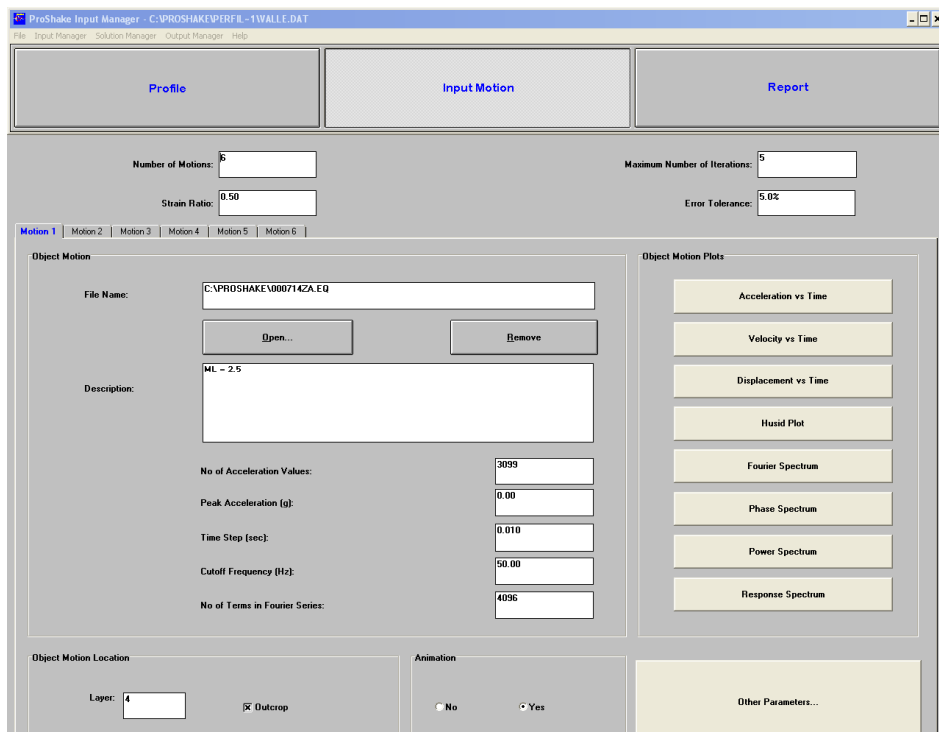 ProShake Input Manager - C:\PROSHAKE\PERFIL-1\VALLE.DAT
File Input Manager Solution Manager Output Manager Help
Profile Input Motion Report
Number of Motions: 6 Maximum Number of Iterations: 5
Strain Ratio: 0.50 Error Tolerance: 5.0%
Motion 1 Motion 2 Motion 3 Motion 4 Motion 5 Motion 6
Object Motion
File Name: C:\PROSHAKE\000714ZA.EQ
Open... Remove
Description: ML - 2.5
No of Acceleration Values: 3099
Peak Acceleration (g): 0.00
Time Step (sec): 0.010
Cutoff Frequency (Hz): 50.00
No of Terms in Fourier Series: 4096
Object Motion Plots
Acceleration vs Time
Velocity vs Time
Displacement vs Time
Husid Plot
Fourier Spectrum
Phase Spectrum
Power Spectrum
Response Spectrum
Object Motion Location
Layer: 4 Outcrop
Animation
No Yes
Other Parameters...